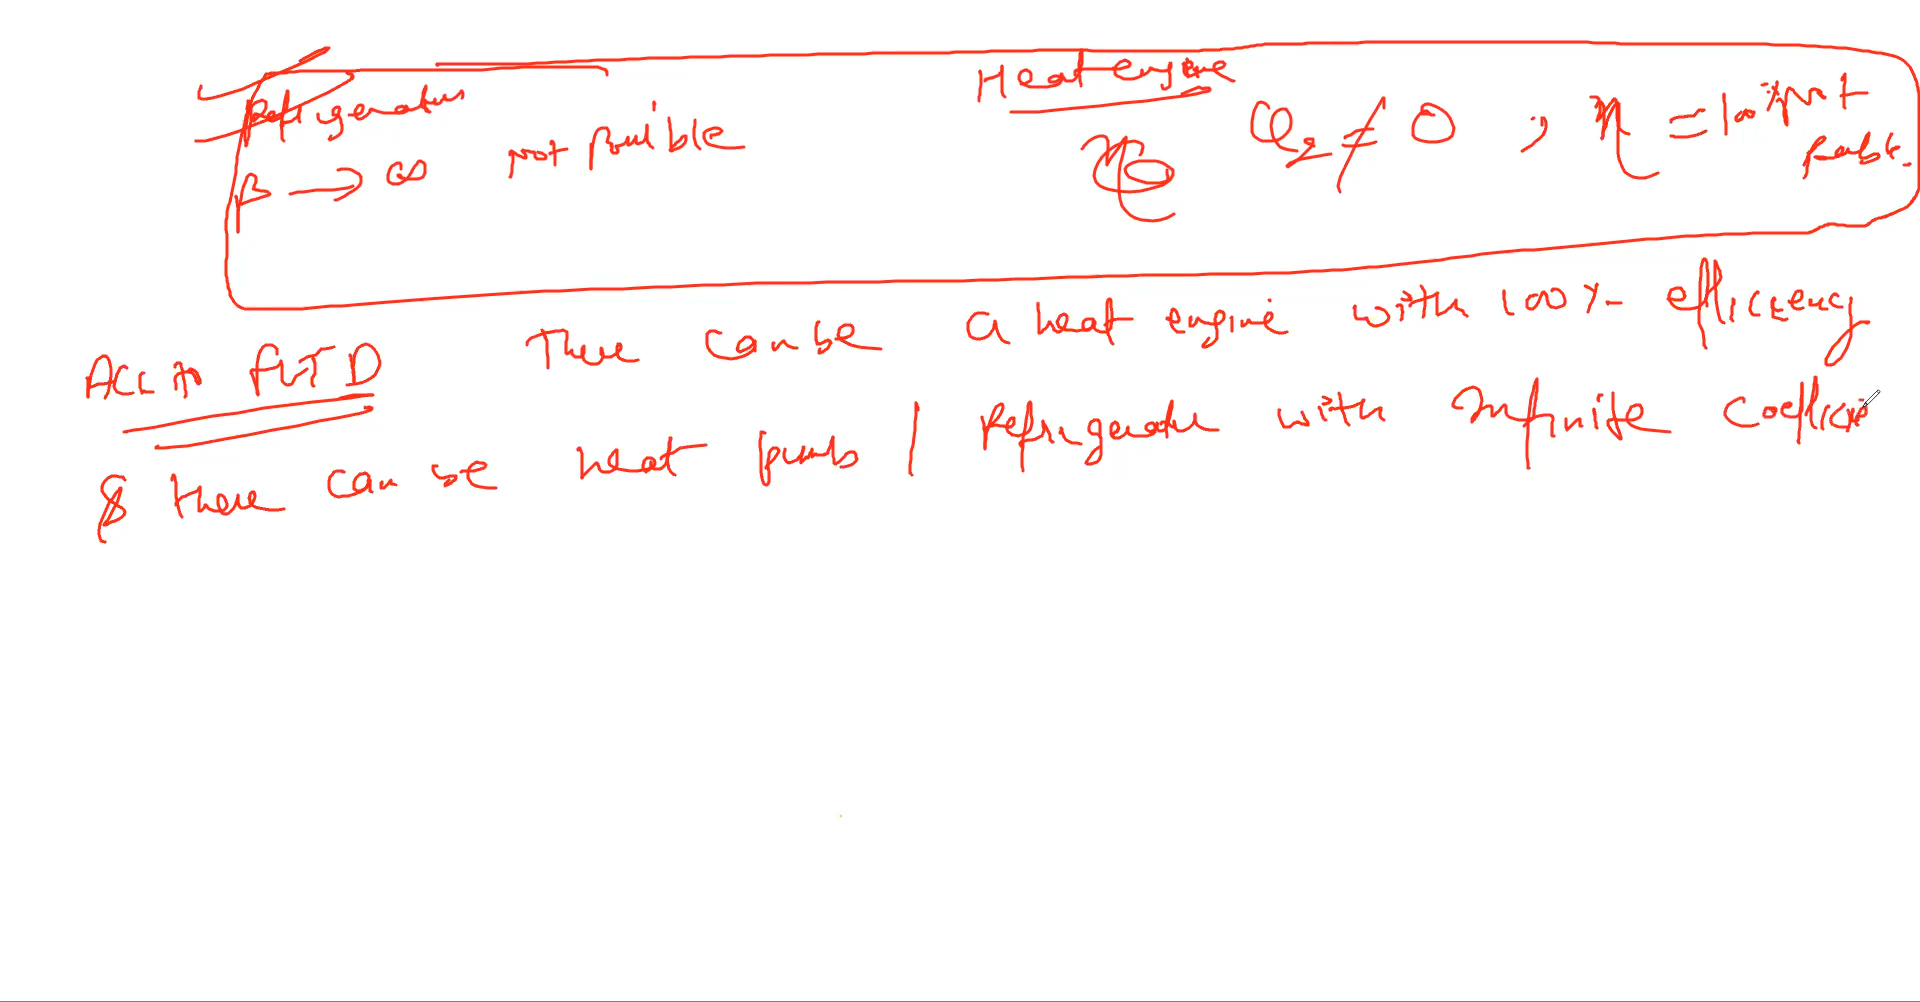 Refrigerator
β → ∞ not possible
Heat engine
η Q₂ ≠ 0 , η = 100% not possible.
Acc to FLTD There can be a heat engine with 100% efficiency
& there can be heat pump / Refrigerator with infinite coefficie